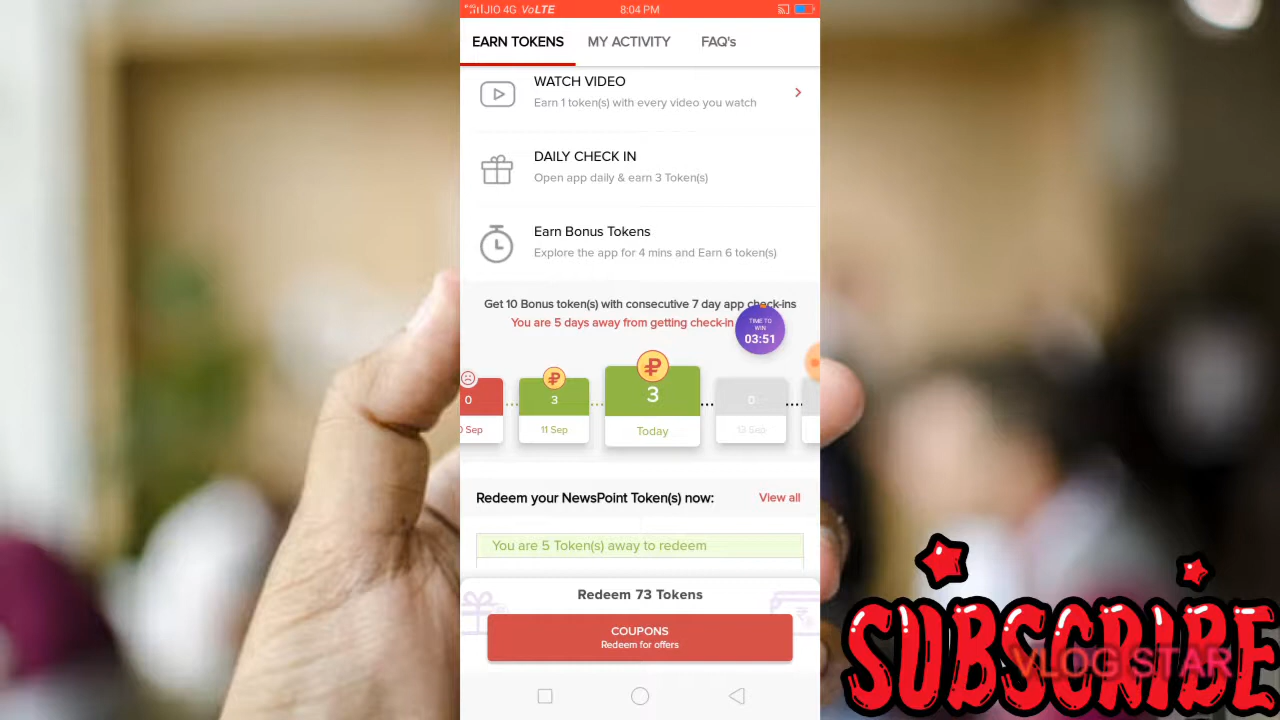 JIO 4G VoLTE 8:04 PM
EARN TOKENS MY ACTIVITY FAQ's
WATCH VIDEO
Earn 1 token(s) with every video you watch
DAILY CHECK IN
Open app daily & earn 3 Token(s)
Earn Bonus Tokens
Explore the app for 4 mins and Earn 6 token(s)
Get 10 Bonus token(s) with consecutive 7 day app check-ins
You are 5 days away from getting check-in
TIME TO
WIN
03:51
0 3 3 0
Sep 11 Sep Today 13 Sep
Redeem your NewsPoint Token(s) now: View all
You are 5 Token(s) away to redeem
Redeem 73 Tokens
COUPONS
Redeem for offers
SUBSCRIBE
VLOG STAR